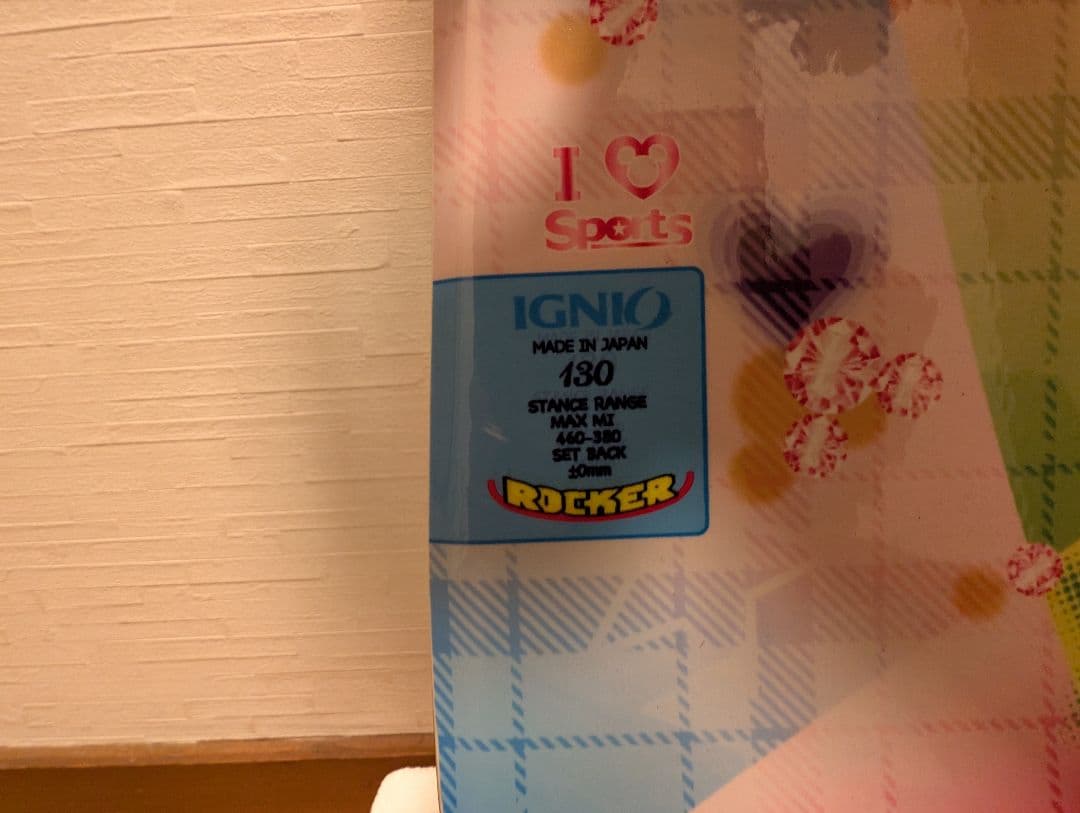 I
Sports
IGNIO
MADE IN JAPAN
130
STANCE RANGE
MAX MI
460-380
SET BACK
±0mm
ROCKER